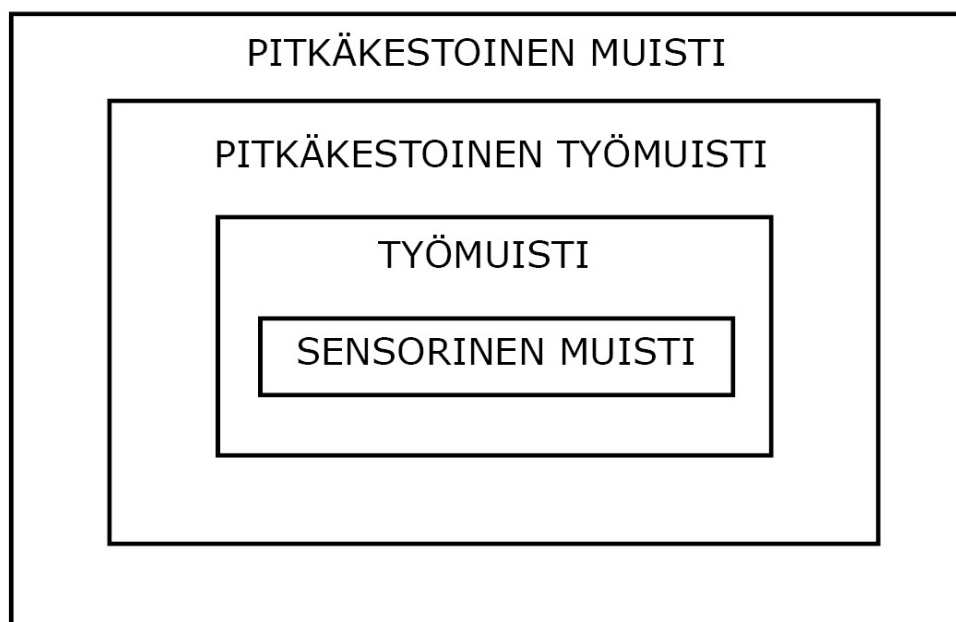 PITKÄKESTOINEN MUISTI
PITKÄKESTOINEN TYÖMUISTI
TYÖMUISTI
SENSORINEN MUISTI